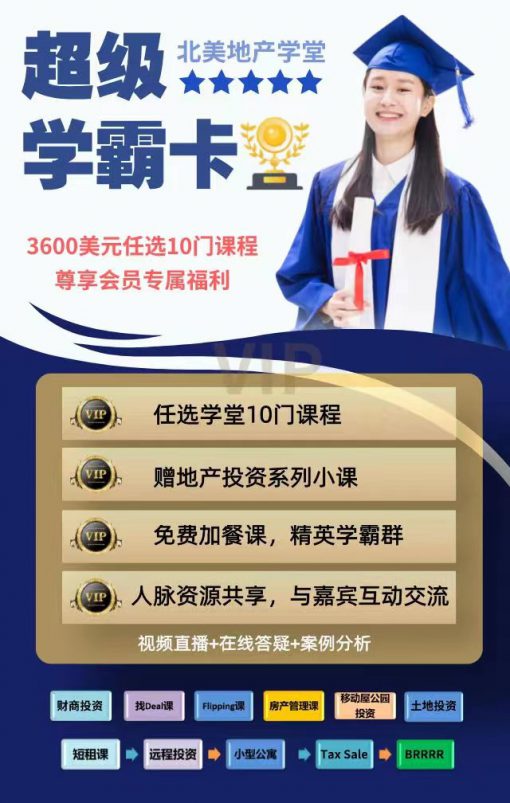 超级
北美地产学堂
学霸卡
3600美元任选10门课程
尊享会员专属福利
VIP
VIP 任选学堂10门课程
VIP 赠地产投资系列小课
VIP 免费加餐课，精英学霸群
VIP 人脉资源共享，与嘉宾互动交流
视频直播+在线答疑+案例分析
财商投资 找Deal课 Flipping课 房产管理课 移动屋公园 土地投资
投资
短租课 远程投资 小型公寓 Tax Sale BRRRR